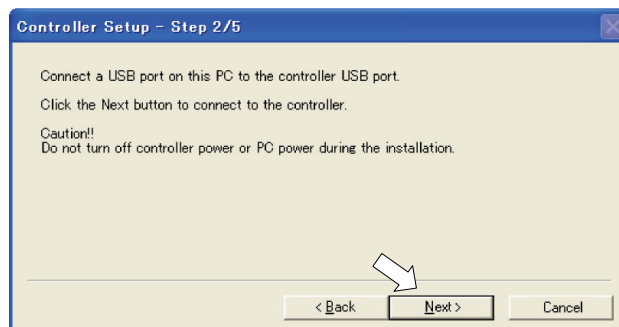 Controller Setup - Step 2/5
Connect a USB port on this PC to the controller USB port.
Click the Next button to connect to the controller.
Caution!!
Do not turn off controller power or PC power during the installation.
< Back Next > Cancel